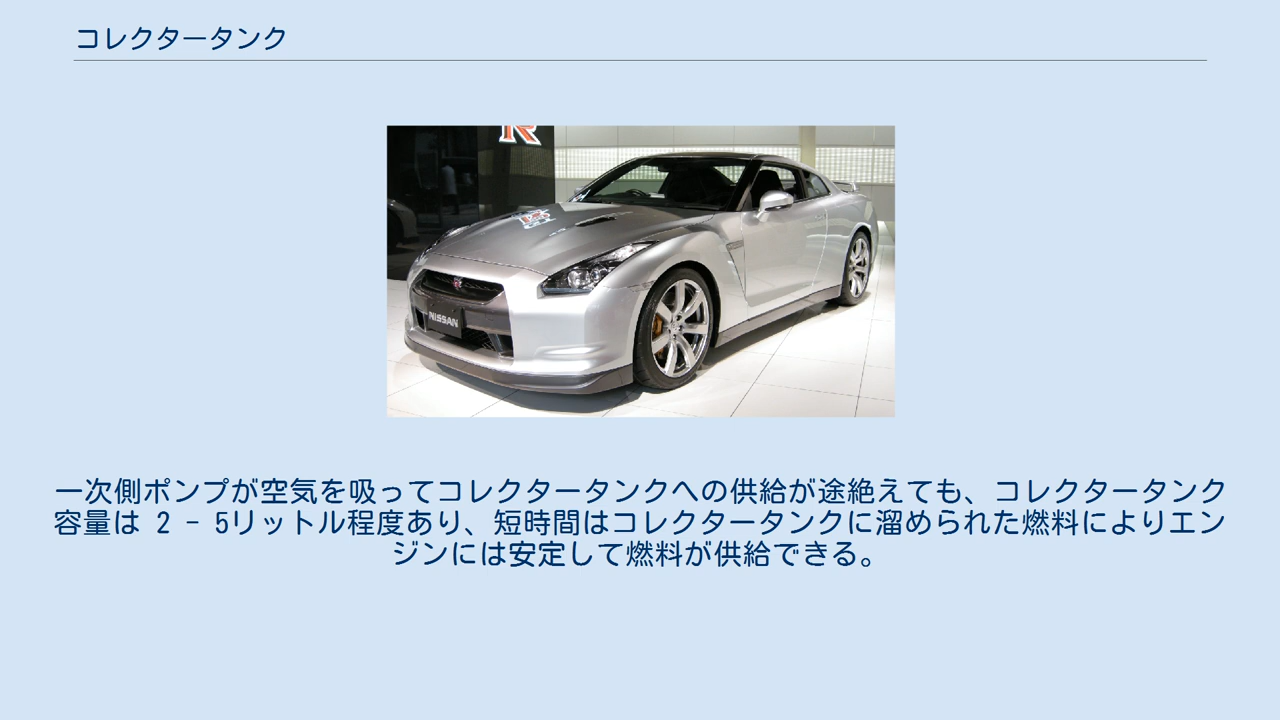 コレクタータンク
R
NISSAN
一次側ポンプが空気を吸ってコレクタータンクへの供給が途絶えても、コレクタータンク
容量は 2 - 5リットル程度あり、短時間はコレクタータンクに溜められた燃料によりエン
ジンには安定して燃料が供給できる。